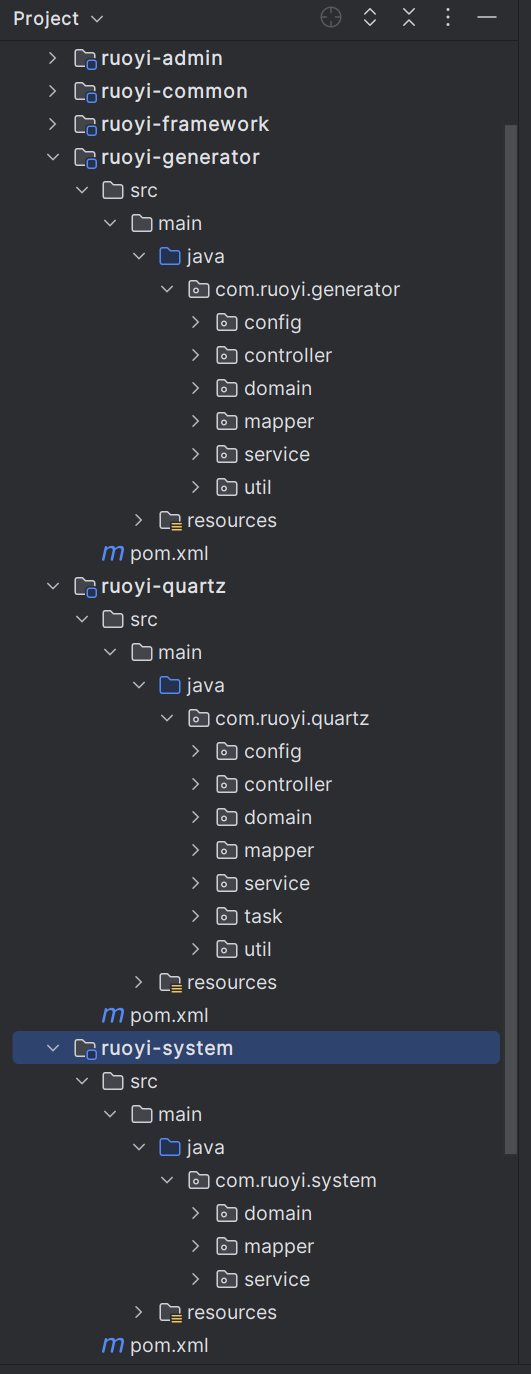 Project
ruoyi-admin
ruoyi-common
ruoyi-framework
ruoyi-generator
src
main
java
com.ruoyi.generator
config
controller
domain
mapper
service
util
resources
pom.xml
ruoyi-quartz
src
main
java
com.ruoyi.quartz
config
controller
domain
mapper
service
task
util
resources
pom.xml
ruoyi-system
src
main
java
com.ruoyi.system
domain
mapper
service
resources
pom.xml